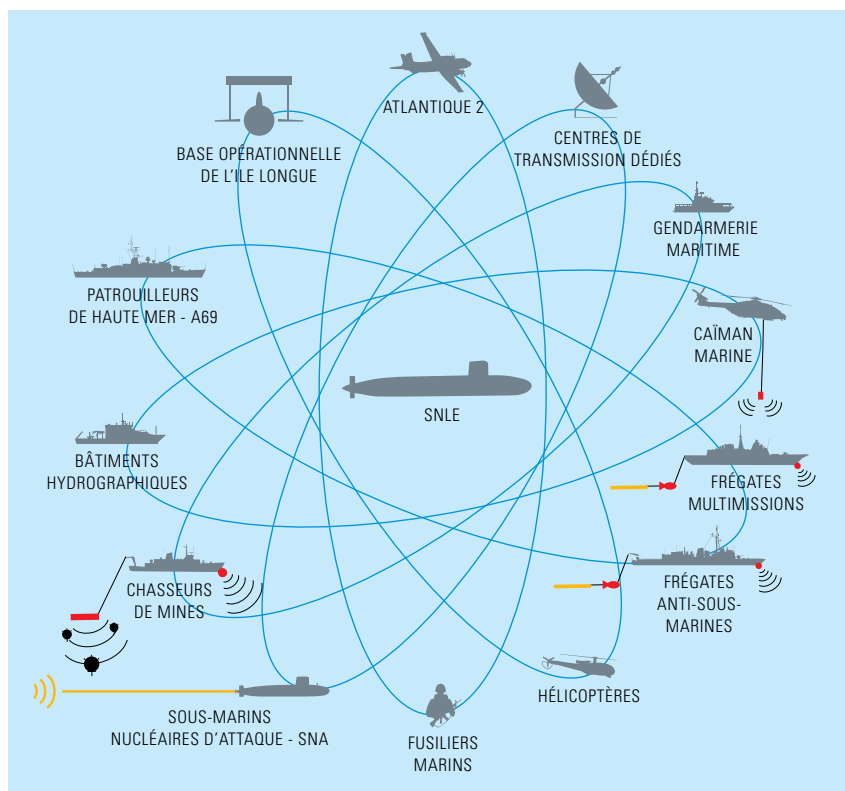 ATLANTIQUE 2
CENTRES DE
TRANSMISSION DÉDIÉS
BASE OPÉRATIONNELLE
DE L'ILE LONGUE
GENDARMERIE
MARITIME
PATROUILLEURS
DE HAUTE MER - A69
CAÏMAN
MARINE
SNLE
BÂTIMENTS
HYDROGRAPHIQUES
FRÉGATES
MULTIMISSIONS
CHASSEURS
DE MINES
FRÉGATES
ANTI-SOUS-
MARINES
HÉLICOPTÈRES
SOUS-MARINS
NUCLÉAIRES D'ATTAQUE - SNA
FUSILIERS
MARINS